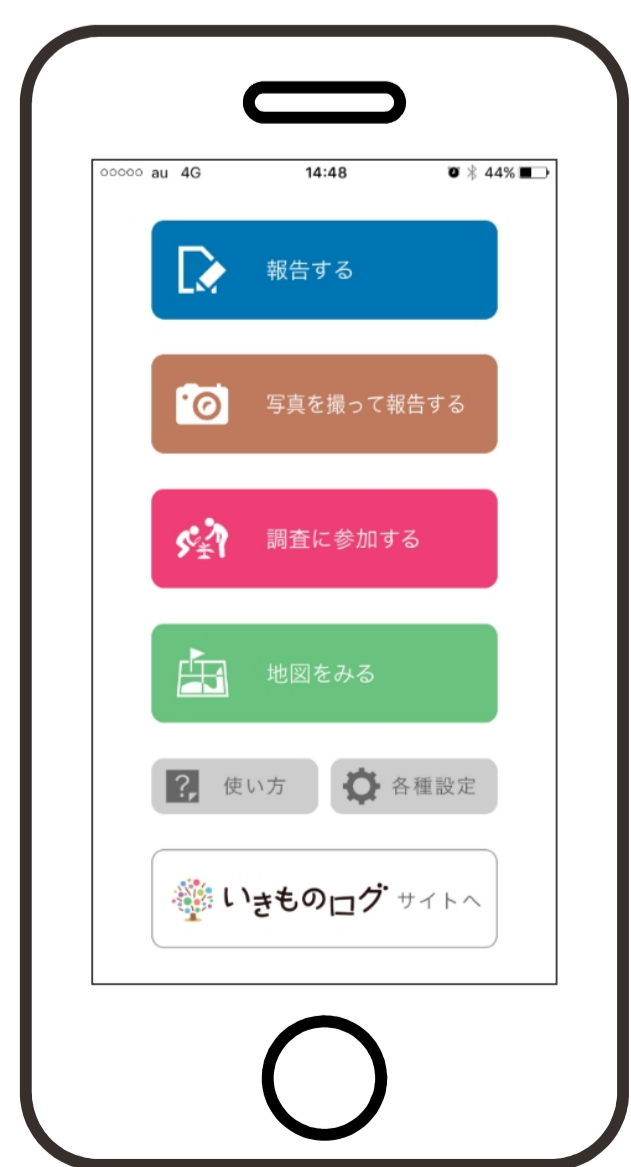 ooooo au 4G 14:48 44%
報告する
写真を撮って報告する
調査に参加する
地図をみる
? 使い方 各種設定
いきものログ サイトへ